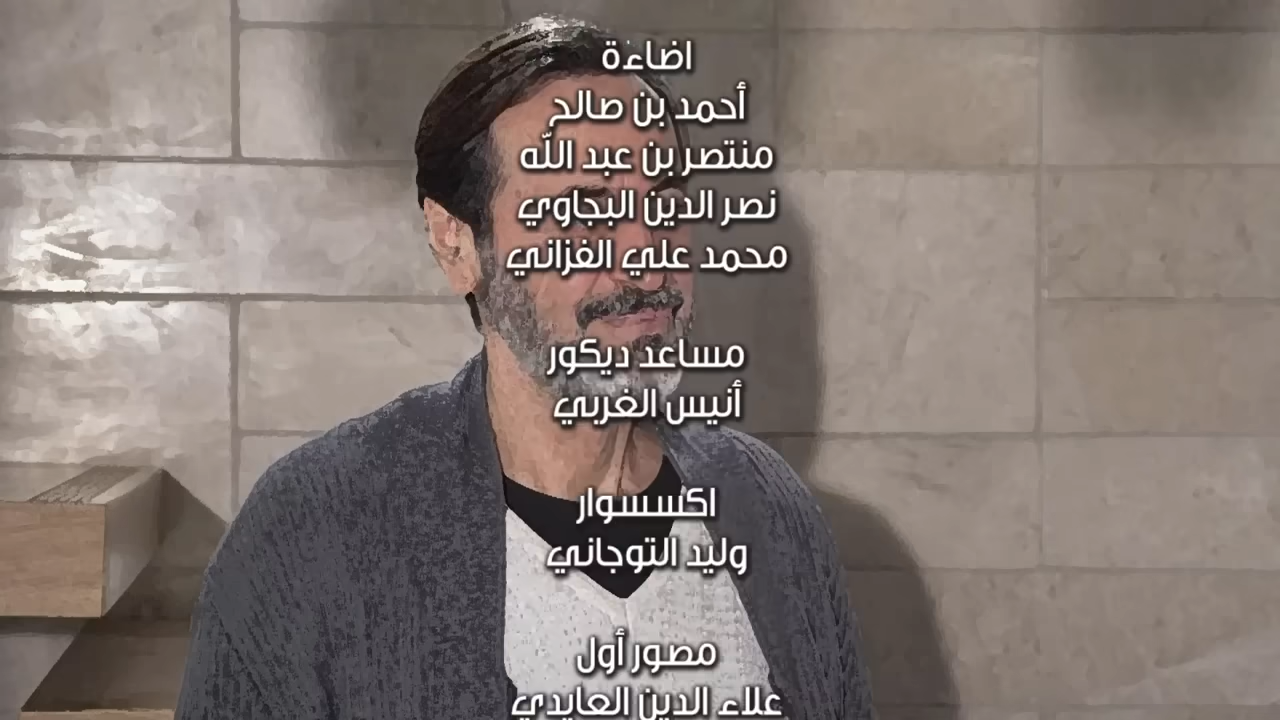 اضاءة
أحمد بن صالح
منتصر بن عبد الله
نصر الدين البجاوي
محمد علي الفزاني
مساعد ديكور
أنيس الغربي
اكسسوار
وليد التوجاني
مصور أول
علاء الدين العايدي